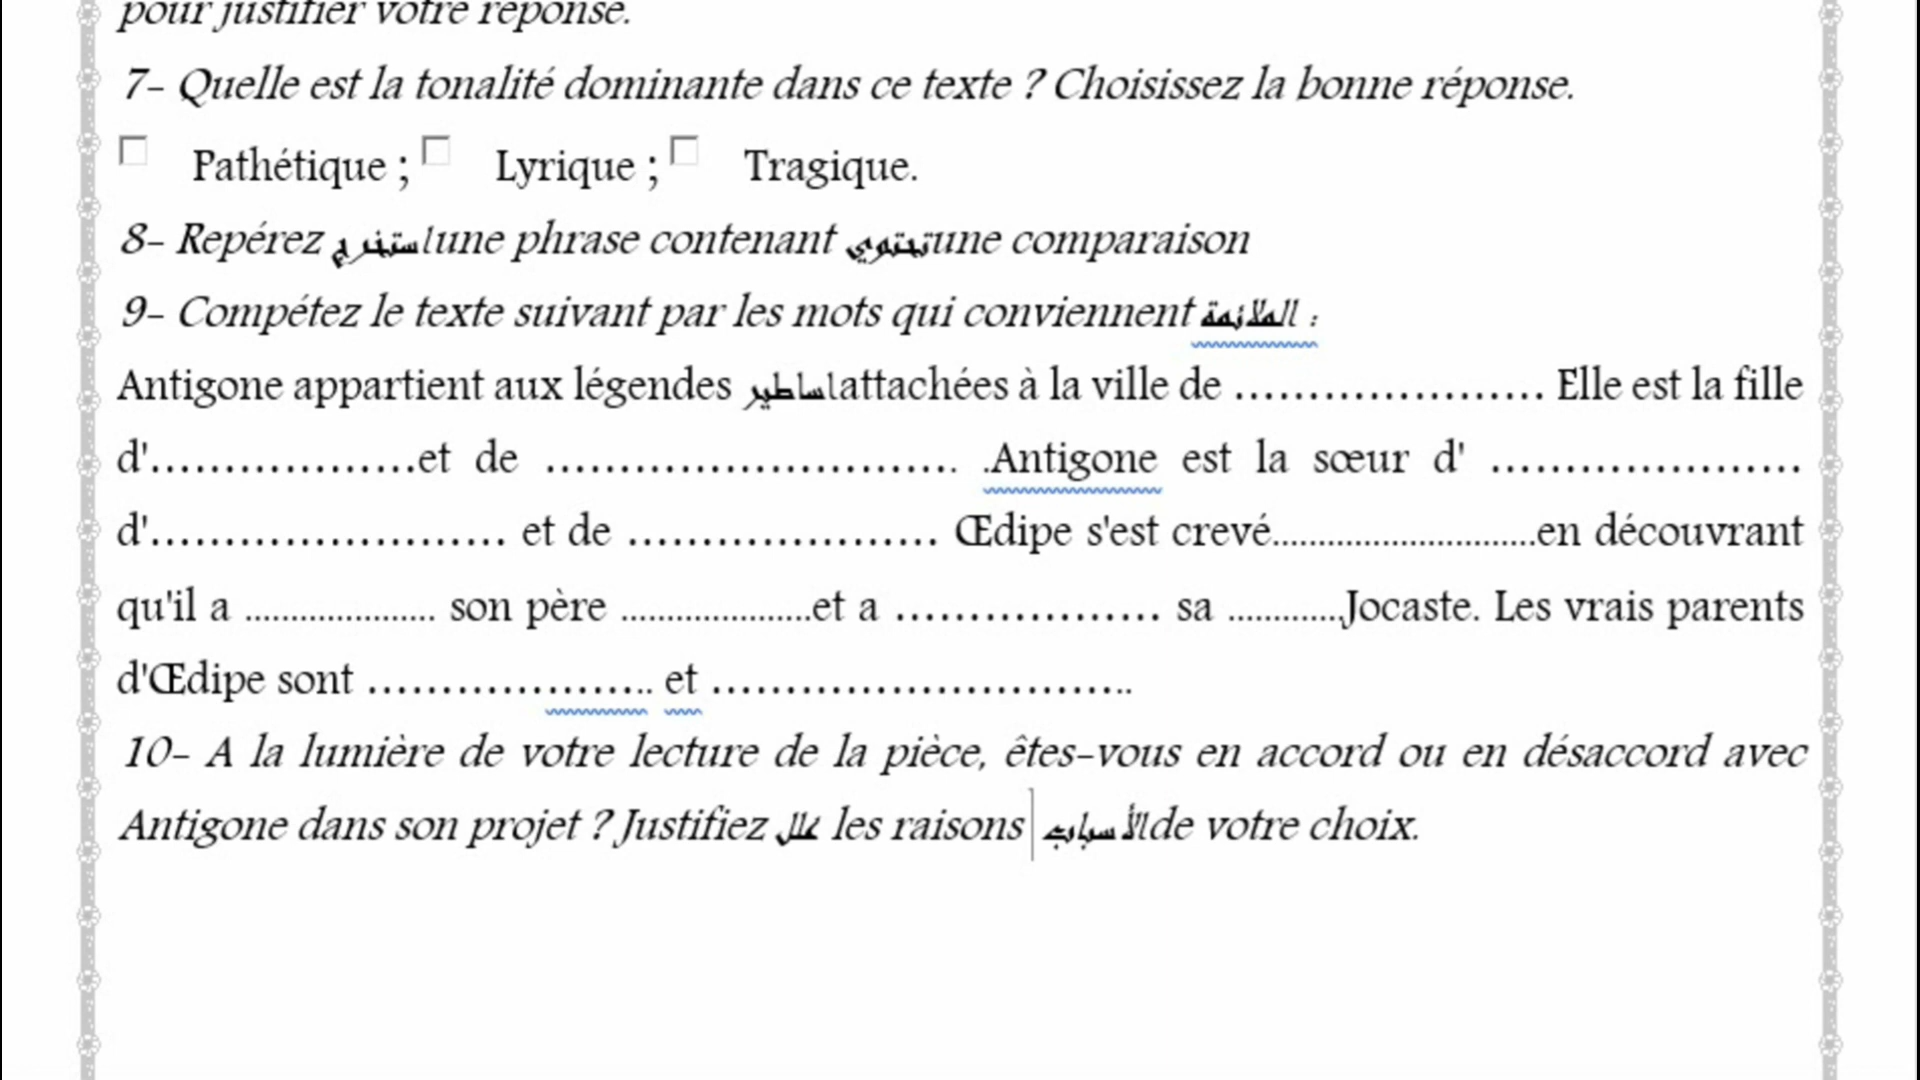 pour justifier votre réponse.
7- Quelle est la tonalité dominante dans ce texte ? Choisissez la bonne réponse.
Pathétique ; Lyrique ; Tragique.
8- Repérez استخرج une phrase contenant تحتوي une comparaison
9- Compétez le texte suivant par les mots qui conviennent الملائمة :
Antigone appartient aux légendes اساطير attachées à la ville de ..................... Elle est la fille
d'..................et de ............................ .Antigone est la sœur d' .....................
d'........................ et de ..................... Œdipe s'est crevé............................en découvrant
qu'il a .................... son père ....................et a .................. sa ............Jocaste. Les vrais parents
d'Œdipe sont .................... et .............................
10- A la lumière de votre lecture de la pièce, êtes-vous en accord ou en désaccord avec
Antigone dans son projet ? Justifiez علل les raisons الأسباب de votre choix.